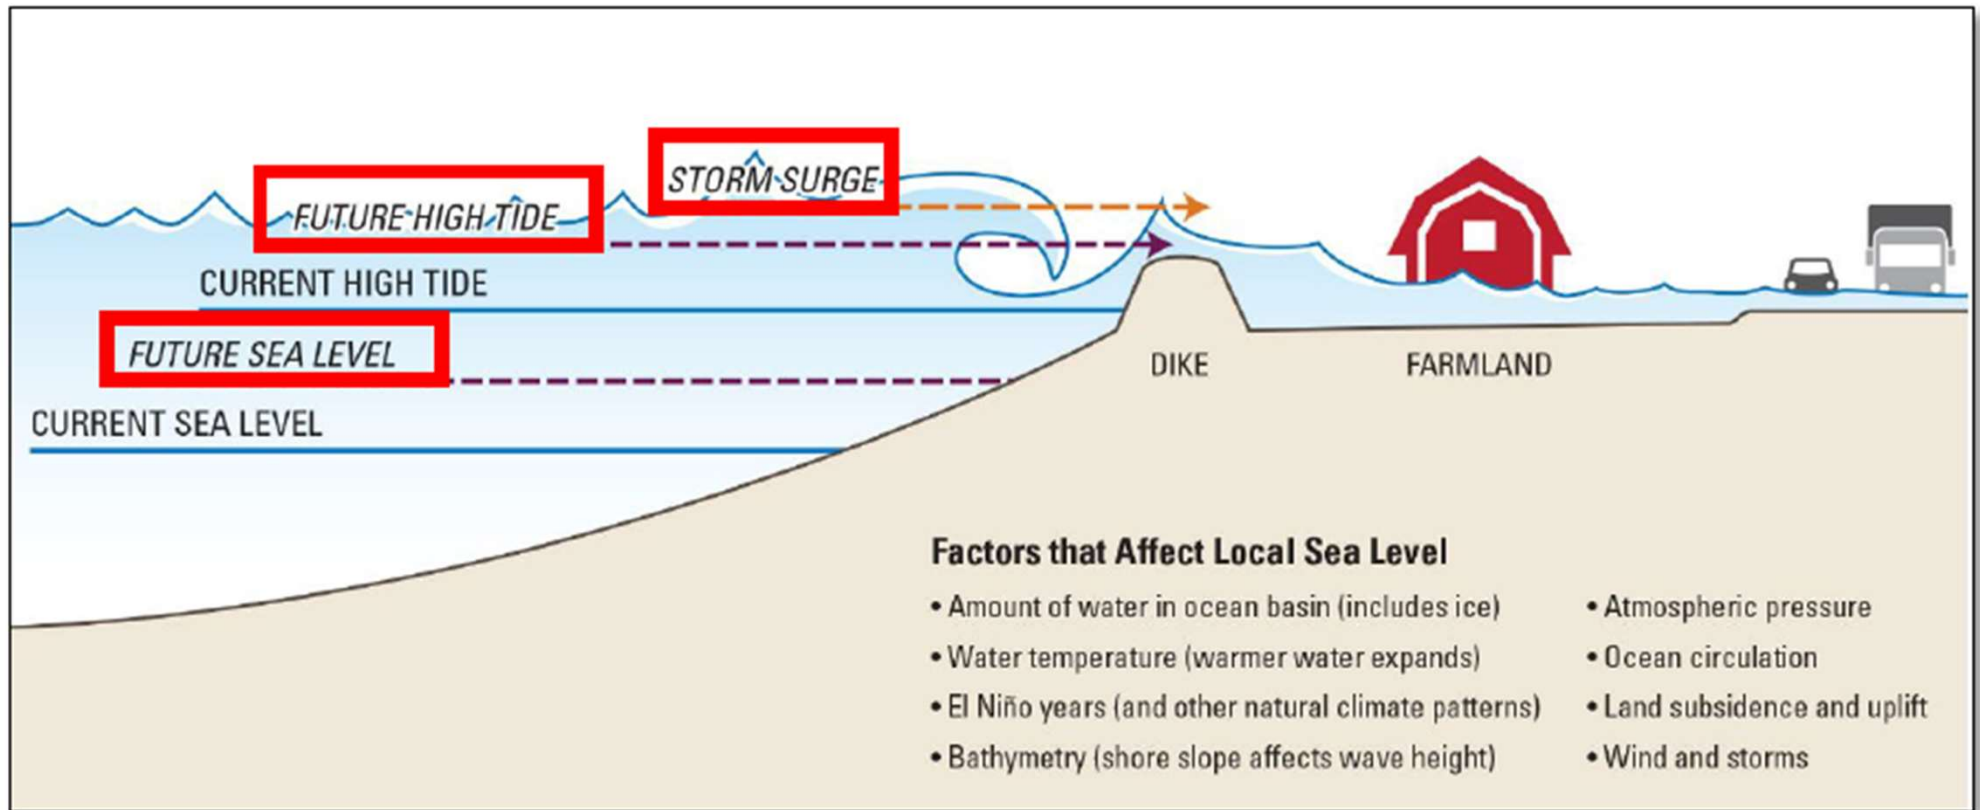 STORM SURGE
FUTURE HIGH TIDE
CURRENT HIGH TIDE
FUTURE SEA LEVEL
DIKE
FARMLAND
CURRENT SEA LEVEL
Factors that Affect Local Sea Level
• Amount of water in ocean basin (includes ice)
• Water temperature (warmer water expands)
• El Niño years (and other natural climate patterns)
• Bathymetry (shore slope affects wave height)
• Atmospheric pressure
• Ocean circulation
• Land subsidence and uplift
• Wind and storms